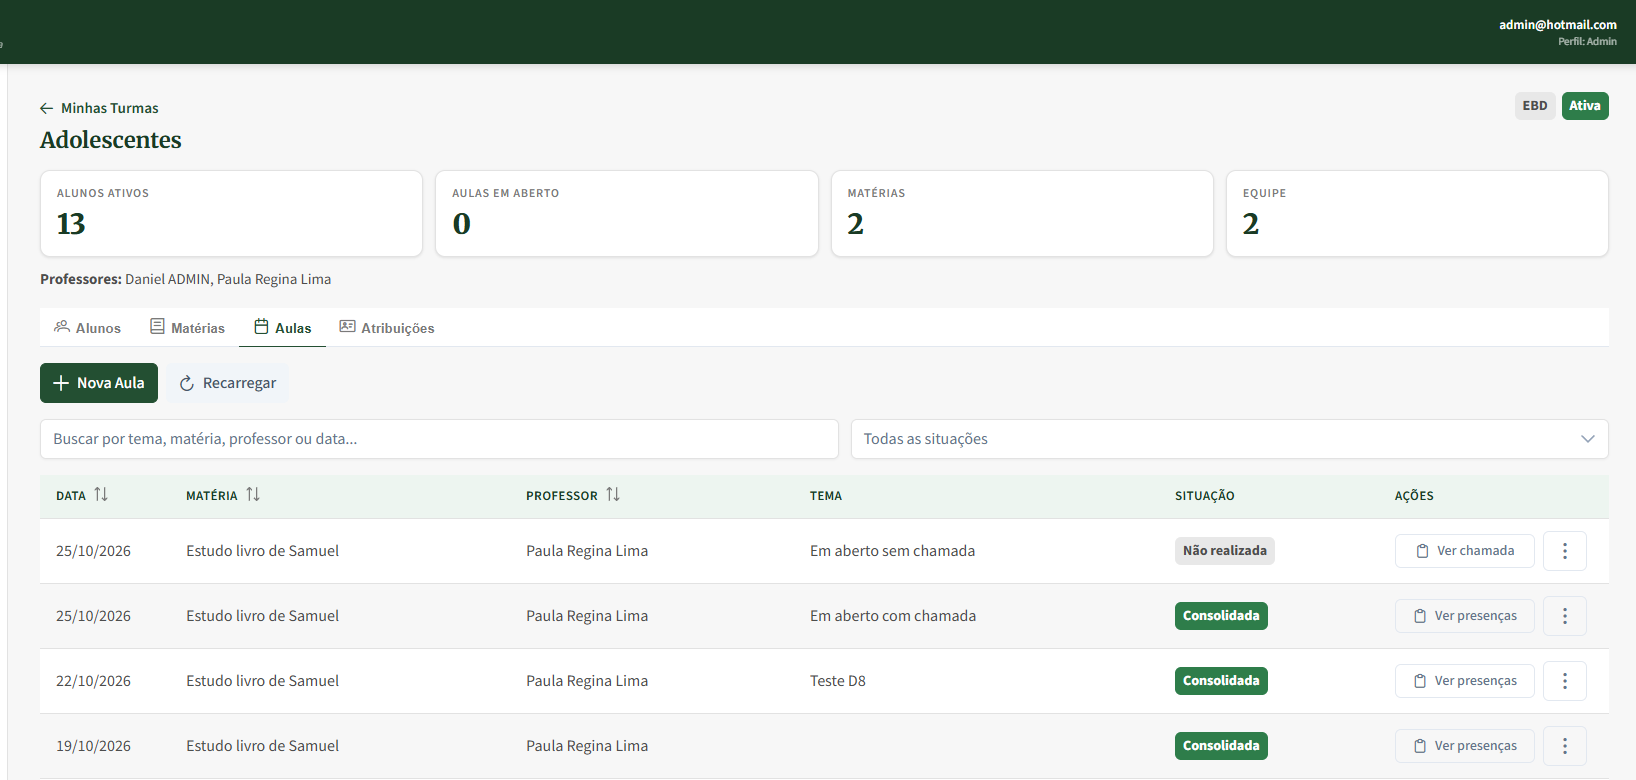 admin@hotmail.com
Perfil: Admin
Minhas Turmas
EBD Ativa
Adolescentes
ALUNOS ATIVOS AULAS EM ABERTO MATÉRIAS EQUIPE
13 0 2 2
Professores: Daniel ADMIN, Paula Regina Lima
Alunos Matérias Aulas Atribuições
Nova Aula Recarregar
Buscar por tema, matéria, professor ou data... Todas as situações
DATA MATÉRIA PROFESSOR TEMA SITUAÇÃO AÇÕES
25/10/2026 Estudo livro de Samuel Paula Regina Lima Em aberto sem chamada Não realizada Ver chamada
25/10/2026 Estudo livro de Samuel Paula Regina Lima Em aberto com chamada Consolidada Ver presenças
22/10/2026 Estudo livro de Samuel Paula Regina Lima Teste D8 Consolidada Ver presenças
19/10/2026 Estudo livro de Samuel Paula Regina Lima Consolidada Ver presenças